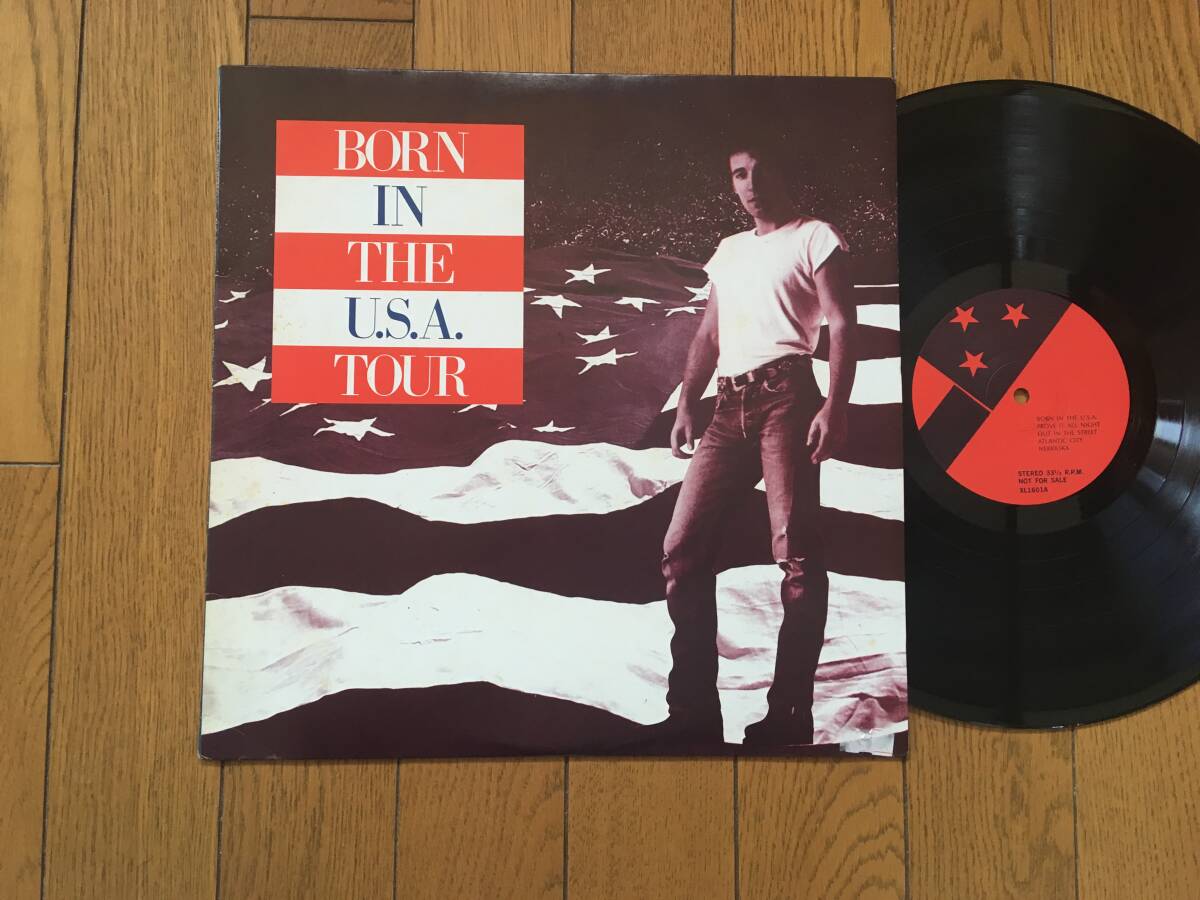 BORN
IN
THE
U.S.A.
TOUR
BORN IN THE U.S.A.
PROVE IT ALL NIGHT
OUT IN THE STREET
ATLANTIC CITY
NEBRASKA
STEREO 33⅓ R.P.M.
NOT FOR SALE
XL1601A